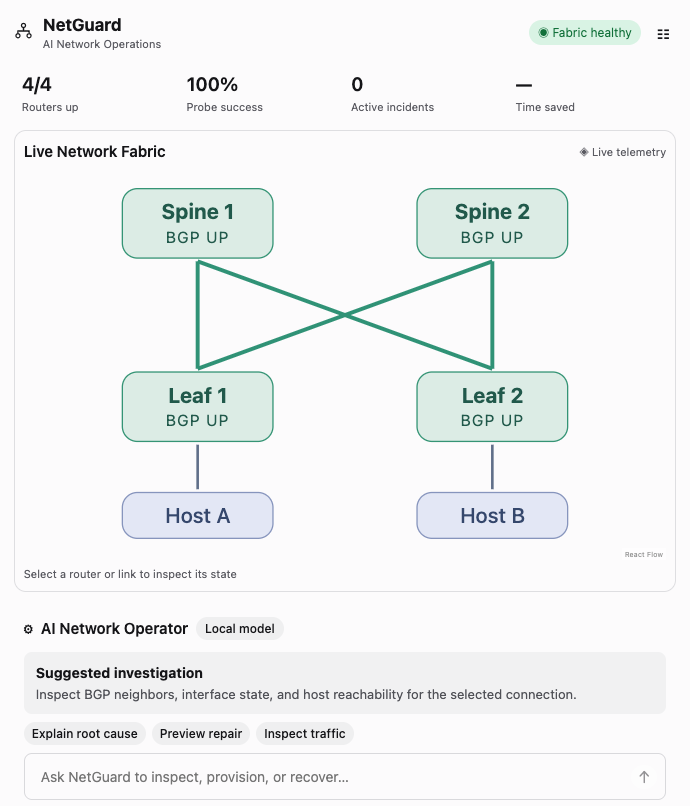 NetGuard
AI Network Operations
Fabric healthy
4/4
Routers up
100%
Probe success
0
Active incidents
—
Time saved
Live Network Fabric
Live telemetry
Spine 1
BGP UP
Spine 2
BGP UP
Leaf 1
BGP UP
Leaf 2
BGP UP
Host A
Host B
React Flow
Select a router or link to inspect its state
AI Network Operator
Local model
Suggested investigation
Inspect BGP neighbors, interface state, and host reachability for the selected connection.
Explain root cause
Preview repair
Inspect traffic
Ask NetGuard to inspect, provision, or recover...